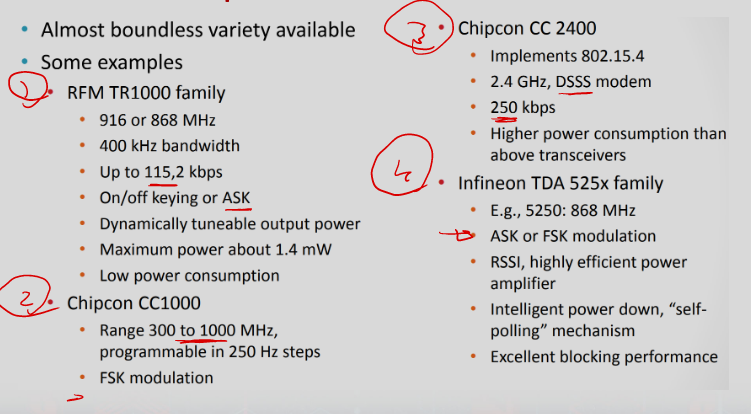 Almost boundless variety available
Some examples
1
RFM TR1000 family
916 or 868 MHz
400 kHz bandwidth
Up to 115,2 kbps
On/off keying or ASK
Dynamically tuneable output power
Maximum power about 1.4 mW
Low power consumption
2
Chipcon CC1000
Range 300 to 1000 MHz,
programmable in 250 Hz steps
FSK modulation
3
Chipcon CC 2400
Implements 802.15.4
2.4 GHz, DSSS modem
250 kbps
Higher power consumption than
above transceivers
4
Infineon TDA 525x family
E.g., 5250: 868 MHz
ASK or FSK modulation
RSSI, highly efficient power
amplifier
Intelligent power down, “self-
polling” mechanism
Excellent blocking performance